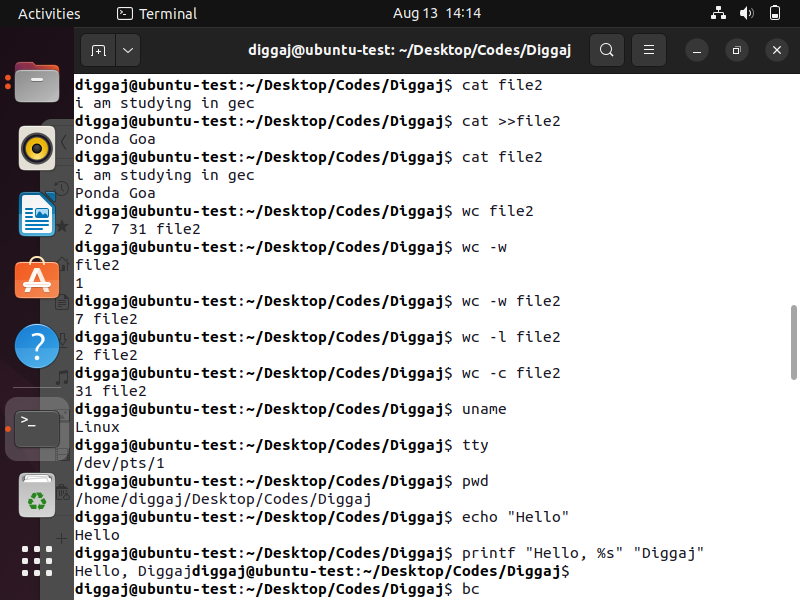 Activities Terminal Aug 13 14:14
diggaj@ubuntu-test: ~/Desktop/Codes/Diggaj
diggaj@ubuntu-test:~/Desktop/Codes/Diggaj$ cat file2
i am studying in gec
diggaj@ubuntu-test:~/Desktop/Codes/Diggaj$ cat >>file2
Ponda Goa
diggaj@ubuntu-test:~/Desktop/Codes/Diggaj$ cat file2
i am studying in gec
Ponda Goa
diggaj@ubuntu-test:~/Desktop/Codes/Diggaj$ wc file2
 2  7 31 file2
diggaj@ubuntu-test:~/Desktop/Codes/Diggaj$ wc -w
file2
1
diggaj@ubuntu-test:~/Desktop/Codes/Diggaj$ wc -w file2
7 file2
diggaj@ubuntu-test:~/Desktop/Codes/Diggaj$ wc -l file2
2 file2
diggaj@ubuntu-test:~/Desktop/Codes/Diggaj$ wc -c file2
31 file2
diggaj@ubuntu-test:~/Desktop/Codes/Diggaj$ uname
Linux
diggaj@ubuntu-test:~/Desktop/Codes/Diggaj$ tty
/dev/pts/1
diggaj@ubuntu-test:~/Desktop/Codes/Diggaj$ pwd
/home/diggaj/Desktop/Codes/Diggaj
diggaj@ubuntu-test:~/Desktop/Codes/Diggaj$ echo "Hello"
Hello
diggaj@ubuntu-test:~/Desktop/Codes/Diggaj$ printf "Hello, %s" "Diggaj"
Hello, Diggajdiggaj@ubuntu-test:~/Desktop/Codes/Diggaj$
diggaj@ubuntu-test:~/Desktop/Codes/Diggaj$ bc